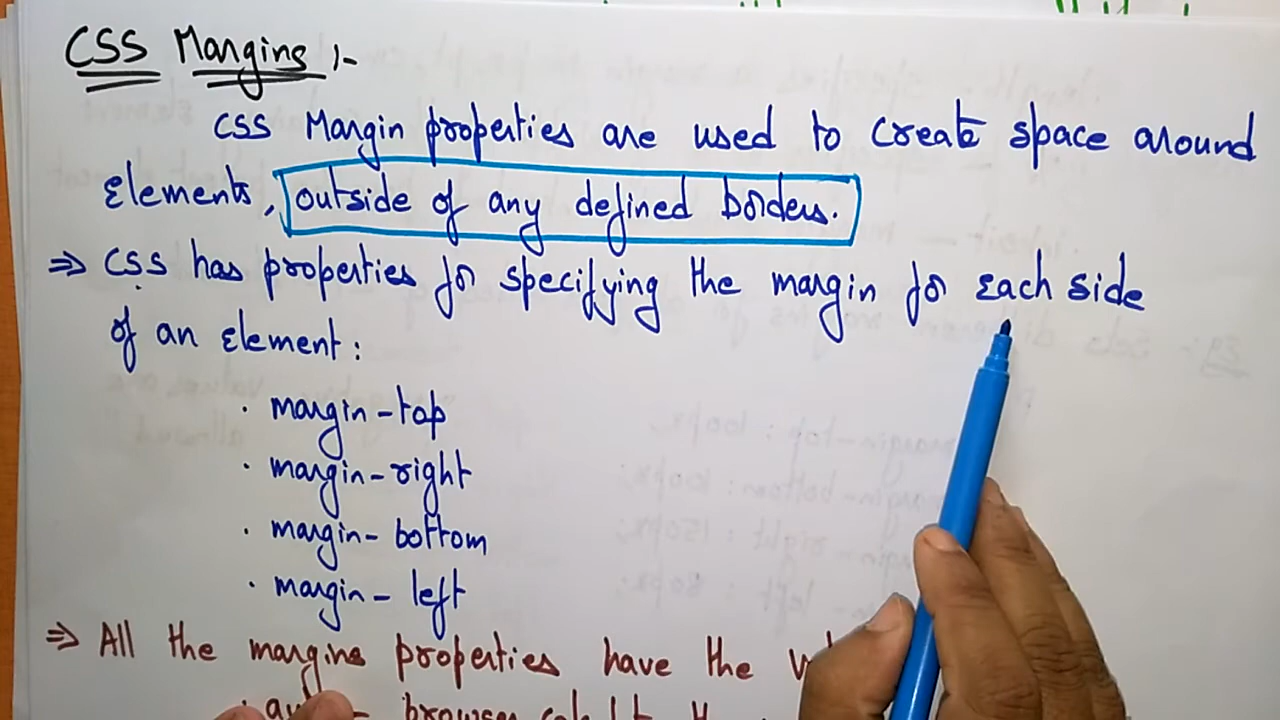 CSS Margins :-
CSS Margin properties are used to create space around
Elements, outside of any defined borders.
⇒ CSS has properties for specifying the margin for Each side
of an Element :
· margin-top
· margin-right
· margin-bottom
· margin-left
⇒ All the margins properties have the
browser